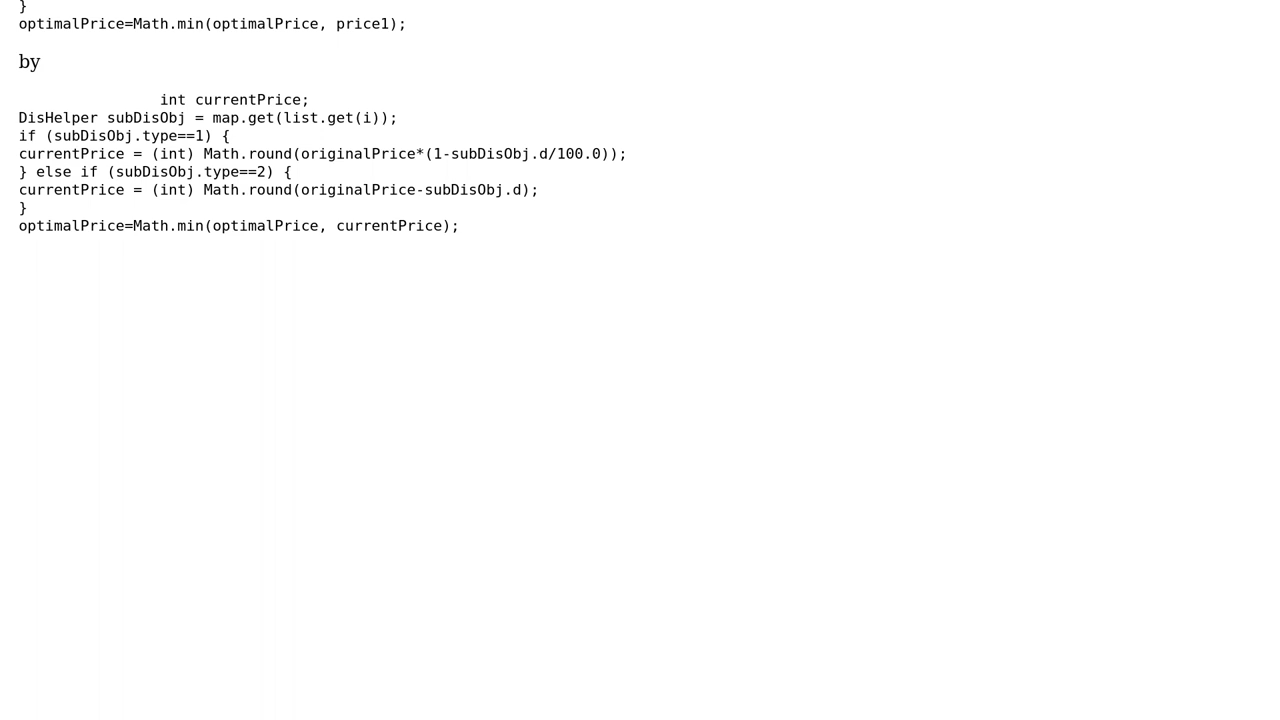 }
optimalPrice=Math.min(optimalPrice, price1);
by
int currentPrice;
DisHelper subDisObj = map.get(list.get(i));
if (subDisObj.type==1) {
currentPrice = (int) Math.round(originalPrice*(1-subDisObj.d/100.0));
} else if (subDisObj.type==2) {
currentPrice = (int) Math.round(originalPrice-subDisObj.d);
}
optimalPrice=Math.min(optimalPrice, currentPrice);